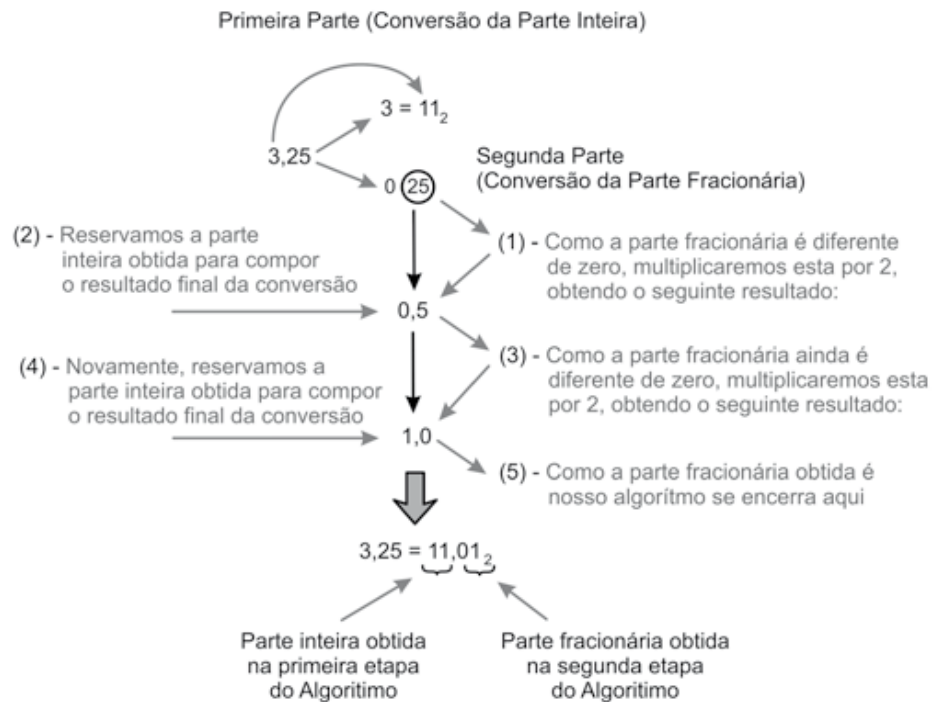 Primeira Parte (Conversão da Parte Inteira)
3 = 11₂
3,25
0 25
Segunda Parte
(Conversão da Parte Fracionária)
(1) - Como a parte fracionária é diferente
de zero, multiplicaremos esta por 2,
obtendo o seguinte resultado:
(2) - Reservamos a parte
inteira obtida para compor
o resultado final da conversão
0,5
(3) - Como a parte fracionária ainda é
diferente de zero, multiplicaremos esta
por 2, obtendo o seguinte resultado:
(4) - Novamente, reservamos a
parte inteira obtida para compor
o resultado final da conversão
1,0
(5) - Como a parte fracionária obtida é
nosso algorítmo se encerra aqui
3,25 = 11,01₂
Parte inteira obtida
na primeira etapa
do Algoritimo
Parte fracionária obtida
na segunda etapa
do Algoritimo